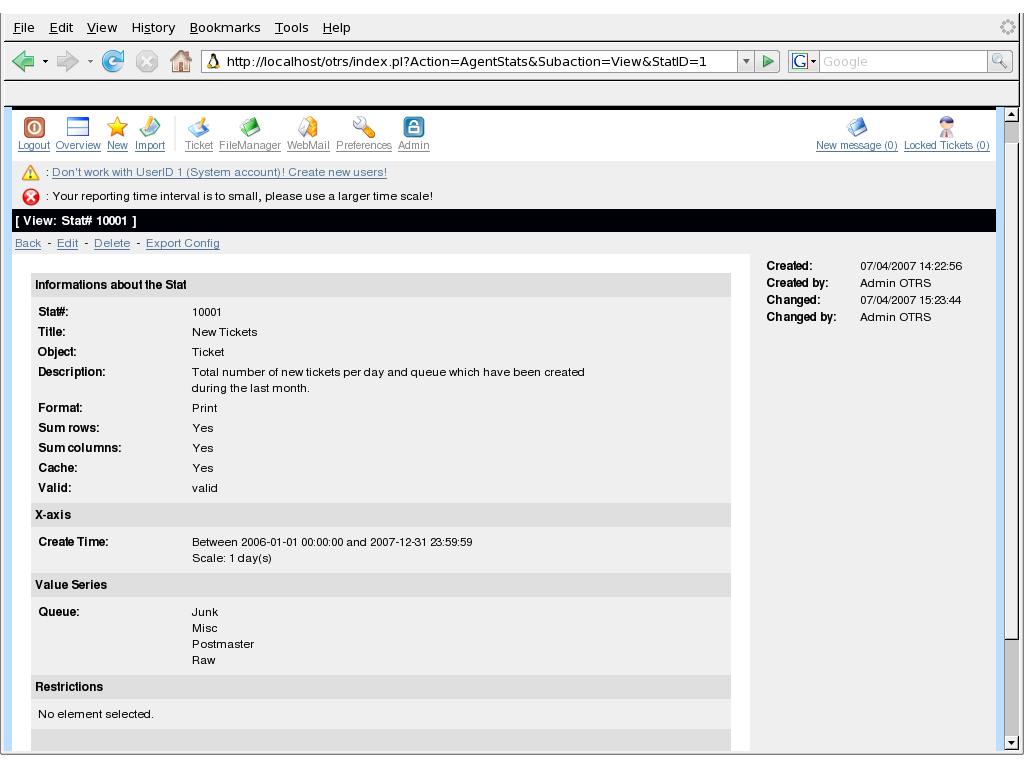 File Edit View History Bookmarks Tools Help
http://localhost/otrs/index.pl?Action=AgentStats&Subaction=View&StatID=1
G Google
Logout Overview New Import Ticket FileManager WebMail Preferences Admin New message (0) Locked Tickets (0)
: Don't work with UserID 1 (System account)! Create new users!
: Your reporting time interval is to small, please use a larger time scale!
[ View: Stat# 10001 ]
Back - Edit - Delete - Export Config
Informations about the Stat
Stat#: 10001
Title: New Tickets
Object: Ticket
Description: Total number of new tickets per day and queue which have been created
during the last month.
Format: Print
Sum rows: Yes
Sum columns: Yes
Cache: Yes
Valid: valid
X-axis
Create Time: Between 2006-01-01 00:00:00 and 2007-12-31 23:59:59
Scale: 1 day(s)
Value Series
Queue: Junk
Misc
Postmaster
Raw
Restrictions
No element selected.
Created: 07/04/2007 14:22:56
Created by: Admin OTRS
Changed: 07/04/2007 15:23:44
Changed by: Admin OTRS